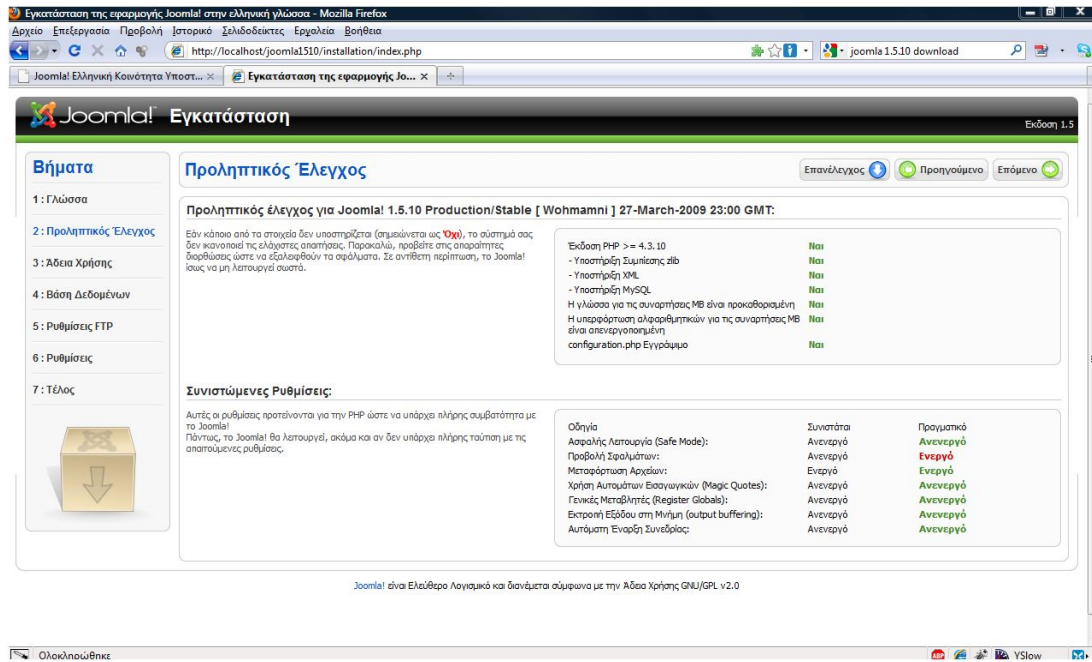 Εγκατάσταση της εφαρμογής Joomla! στην ελληνική γλώσσα - Mozilla Firefox
Αρχείο Επεξεργασία Προβολή Ιστορικό Σελιδοδείκτες Εργαλεία Βοήθεια
http://localhost/joomla1510/installation/index.php
joomla 1.5.10 download
Joomla! Ελληνική Κοινότητα Υποστ...
Εγκατάσταση της εφαρμογής Jo...
Joomla! Εγκατάσταση
Έκδοση 1.5
Βήματα
1 : Γλώσσα
2 : Προληπτικός Έλεγχος
3 : Άδεια Χρήσης
4 : Βάση Δεδομένων
5 : Ρυθμίσεις FTP
6 : Ρυθμίσεις
7 : Τέλος
Προληπτικός Έλεγχος
Επανέλεγχος
Προηγούμενο
Επόμενο
Προληπτικός έλεγχος για Joomla! 1.5.10 Production/Stable [ Wohmamni ] 27-March-2009 23:00 GMT:
Εάν κάποιο από τα στοιχεία δεν υποστηρίζεται (σημειώνεται ως Όχι), το σύστημά σας
δεν ικανοποιεί τις ελάχιστες απαιτήσεις. Παρακαλώ, προβείτε στις απαραίτητες
διορθώσεις ώστε να εξαλειφθούν τα σφάλματα. Σε αντίθετη περίπτωση, το Joomla!
ίσως να μη λειτουργεί σωστά.
Έκδοση PHP >= 4.3.10 Ναι
- Υποστήριξη Συμπίεσης zlib Ναι
- Υποστήριξη XML Ναι
- Υποστήριξη MySQL Ναι
Η γλώσσα για τις συναρτήσεις MB είναι προκαθορισμένη Ναι
Η υπερφόρτωση αλφαριθμητικών για τις συναρτήσεις MB Ναι
είναι απενεργοποιημένη
configuration.php Εγγράψιμο Ναι
Συνιστώμενες Ρυθμίσεις:
Αυτές οι ρυθμίσεις προτείνονται για την PHP ώστε να υπάρχει πλήρης συμβατότητα με
το Joomla!
Πάντως, το Joomla! θα λειτουργεί, ακόμα και αν δεν υπάρχει πλήρης ταύτιση με τις
απαιτούμενες ρυθμίσεις.
Οδηγία Συνιστάται Πραγματικό
Ασφαλής Λειτουργία (Safe Mode): Ανενεργό Ανενεργό
Προβολή Σφαλμάτων: Ανενεργό Ενεργό
Μεταφόρτωση Αρχείων: Ενεργό Ενεργό
Χρήση Αυτομάτων Εισαγωγικών (Magic Quotes): Ανενεργό Ανενεργό
Γενικές Μεταβλητές (Register Globals): Ανενεργό Ανενεργό
Εκτροπή Εξόδου στη Μνήμη (output buffering): Ανενεργό Ανενεργό
Αυτόματη Έναρξη Συνεδρίας: Ανενεργό Ανενεργό
Joomla! είναι Ελεύθερο Λογισμικό και διανέμεται σύμφωνα με την Άδεια Χρήσης GNU/GPL v2.0
Ολοκληρώθηκε
ABP
YSlow